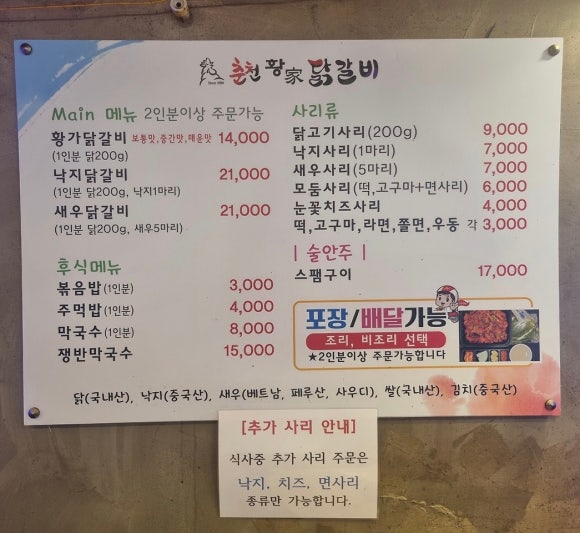 춘천 황家 닭갈비
Main 메뉴 2인분이상 주문가능
황가닭갈비 보통맛,중간맛,매운맛 14,000
(1인분 닭200g)
낙지닭갈비 21,000
(1인분 닭200g, 낙지1마리)
새우닭갈비 21,000
(1인분 닭200g, 새우5마리)
후식메뉴
볶음밥(1인분) 3,000
주먹밥(1인분) 4,000
막국수(1인분) 8,000
쟁반막국수 15,000
사리류
닭고기사리(200g) 9,000
낙지사리(1마리) 7,000
새우사리(5마리) 7,000
모둠사리(떡,고구마+면사리) 6,000
눈꽃치즈사리 4,000
떡,고구마,라면,쫄면,우동 각 3,000
| 술안주 |
스팸구이 17,000
포장/배달가능
조리, 비조리 선택
★2인분이상 주문가능합니다
닭(국내산), 낙지(중국산), 새우(베트남, 페루산, 사우디), 쌀(국내산), 김치(중국산)
[추가 사리 안내]
식사중 추가 사리 주문은
낙지, 치즈, 면사리
종류만 가능합니다.